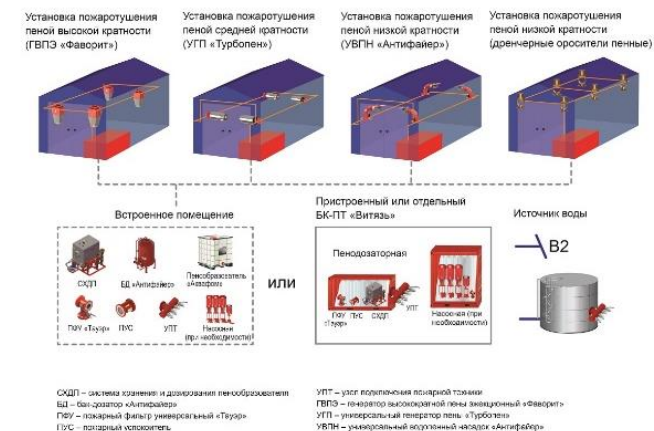 Установка пожаротушения
пеной высокой кратности
(ГВПЭ «Фаворит»)
Установка пожаротушения
пеной средней кратности
(УГП «Турбопен»)
Установка пожаротушения
пеной низкой кратности
(УВПН «Антифайер»)
Установка пожаротушения
пеной низкой кратности
(дренчерные оросители пенные)
Встроенное помещение
СХДП
БД «Антифайер»
Пенообразователь
«Аквафом»
ПФУ «Тауэр»
ПУС
УПТ
Насосная
(при необходимости)
или
Пристроенный или отдельный
БК-ПТ «Витязь»
Пенодозаторная
ПФУ ПУС СХДП
«Тауэр»
УПТ
Насосная (при
необходимости)
Источник воды
В2
СХДП – система хранения и дозирования пенообразователя
БД – бак-дозатор «Антифайер»
ПФУ – пожарный фильтр универсальный «Тауэр»
ПУС – пожарный успокоитель
УПТ – узел подключения пожарной техники
ГВПЭ – генератор высокократной пены эжекционный «Фаворит»
УГП – универсальный генератор пены «Турбопен»
УВПН – универсальный водопенный насадок «Антифайер»